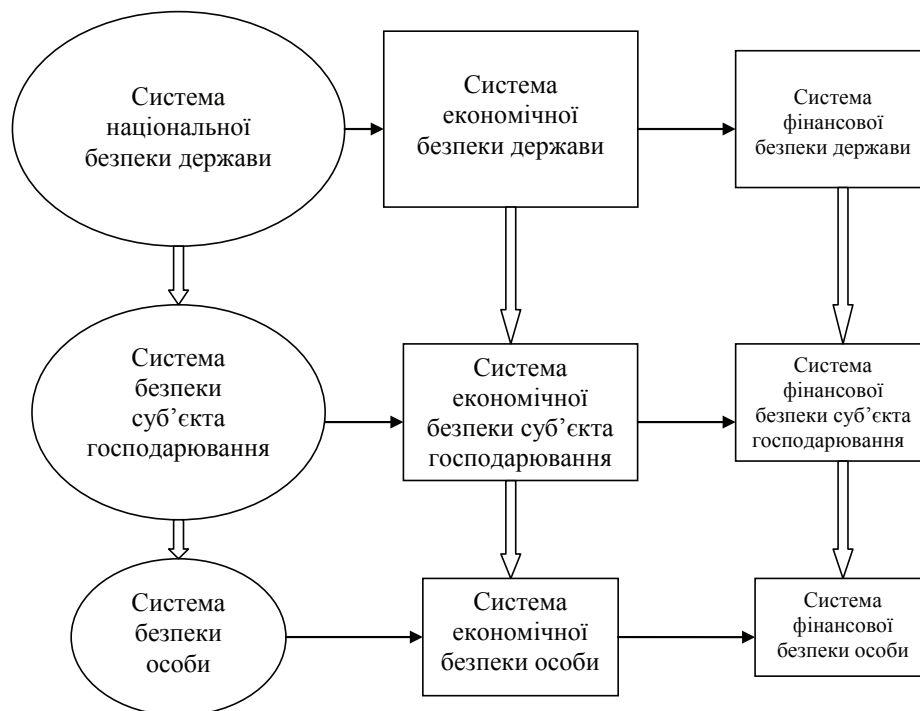 Система
національної
безпеки держави
Система
економічної
безпеки держави
Система
фінансової
безпеки держави
Система
безпеки
суб’єкта
господарювання
Система
економічної
безпеки суб’єкта
господарювання
Система
фінансової
безпеки суб’єкта
господарювання
Система
безпеки
особи
Система
економічної
безпеки особи
Система
фінансової
безпеки особи